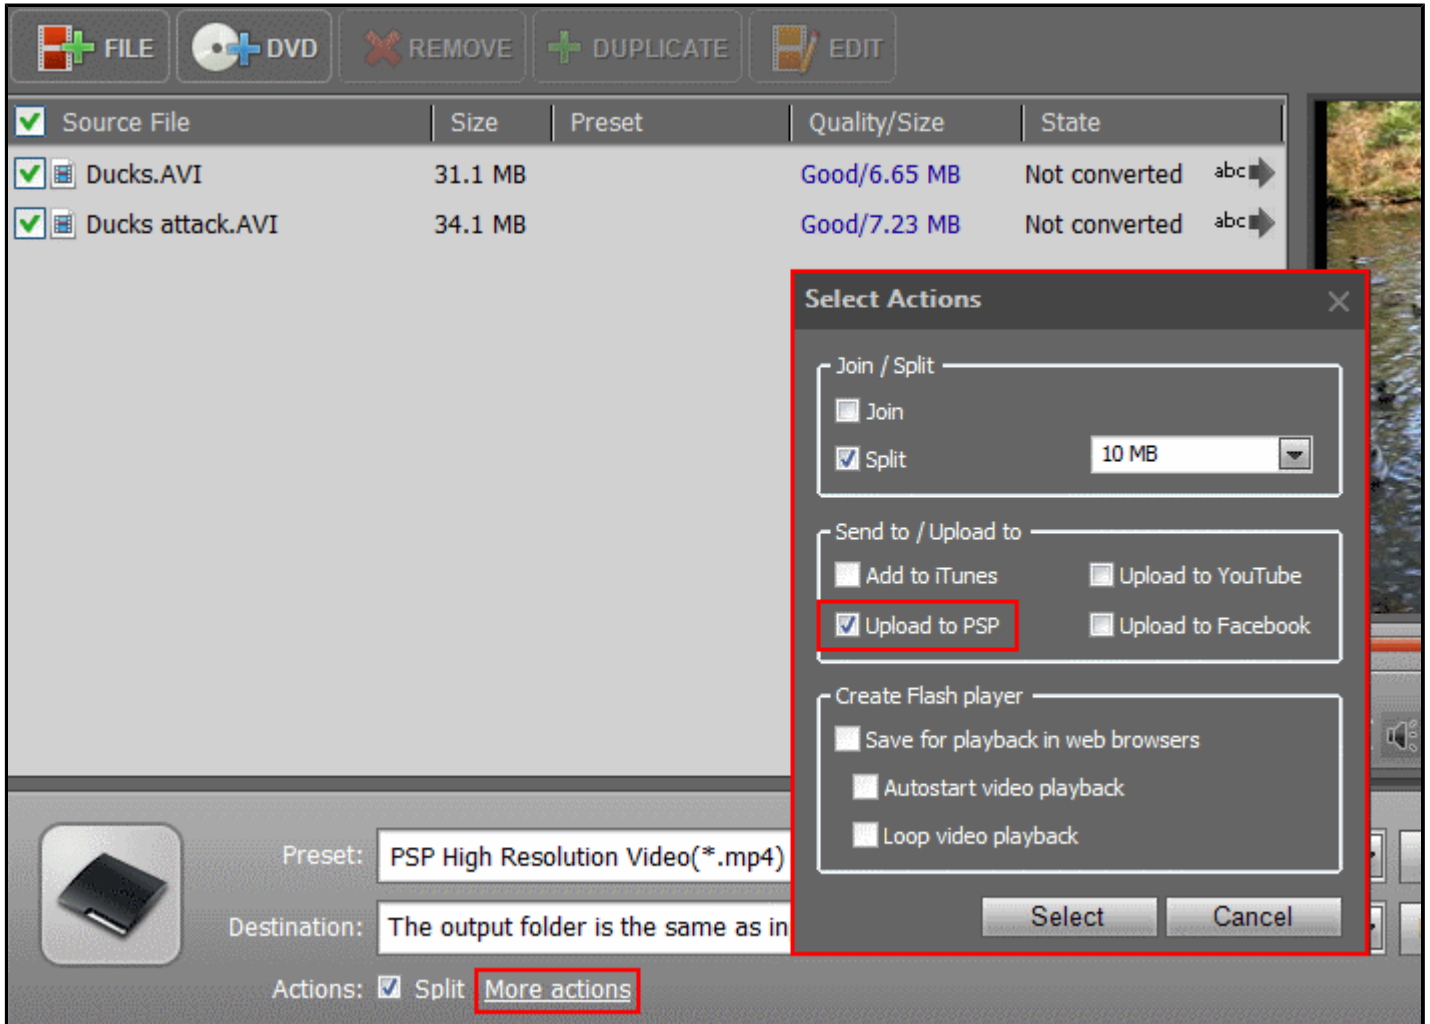 FILE DVD REMOVE DUPLICATE EDIT
Source File Size Preset Quality/Size State
Ducks.AVI 31.1 MB Good/6.65 MB Not converted abc
Ducks attack.AVI 34.1 MB Good/7.23 MB Not converted abc
Select Actions
Join / Split
Join
Split 10 MB
Send to / Upload to
Add to iTunes Upload to YouTube
Upload to PSP Upload to Facebook
Create Flash player
Save for playback in web browsers
Autostart video playback
Loop video playback
Select Cancel
Preset: PSP High Resolution Video(*.mp4)
Destination: The output folder is the same as in
Actions: Split More actions